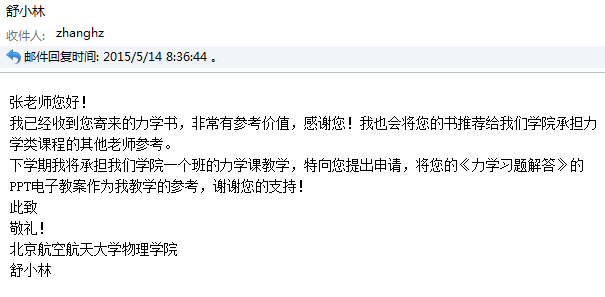 舒小林
收件人: zhanghz
邮件回复时间: 2015/5/14 8:36:44 。
张老师您好！
我已经收到您寄来的力学书，非常有参考价值，感谢您！我也会将您的书推荐给我们学院承担力
学类课程的其他老师参考。
下学期我将承担我们学院一个班的力学课教学，特向您提出申请，将您的《力学习题解答》的
PPT电子教案作为我教学的参考，谢谢您的支持！
此致
敬礼！
北京航空航天大学物理学院
舒小林